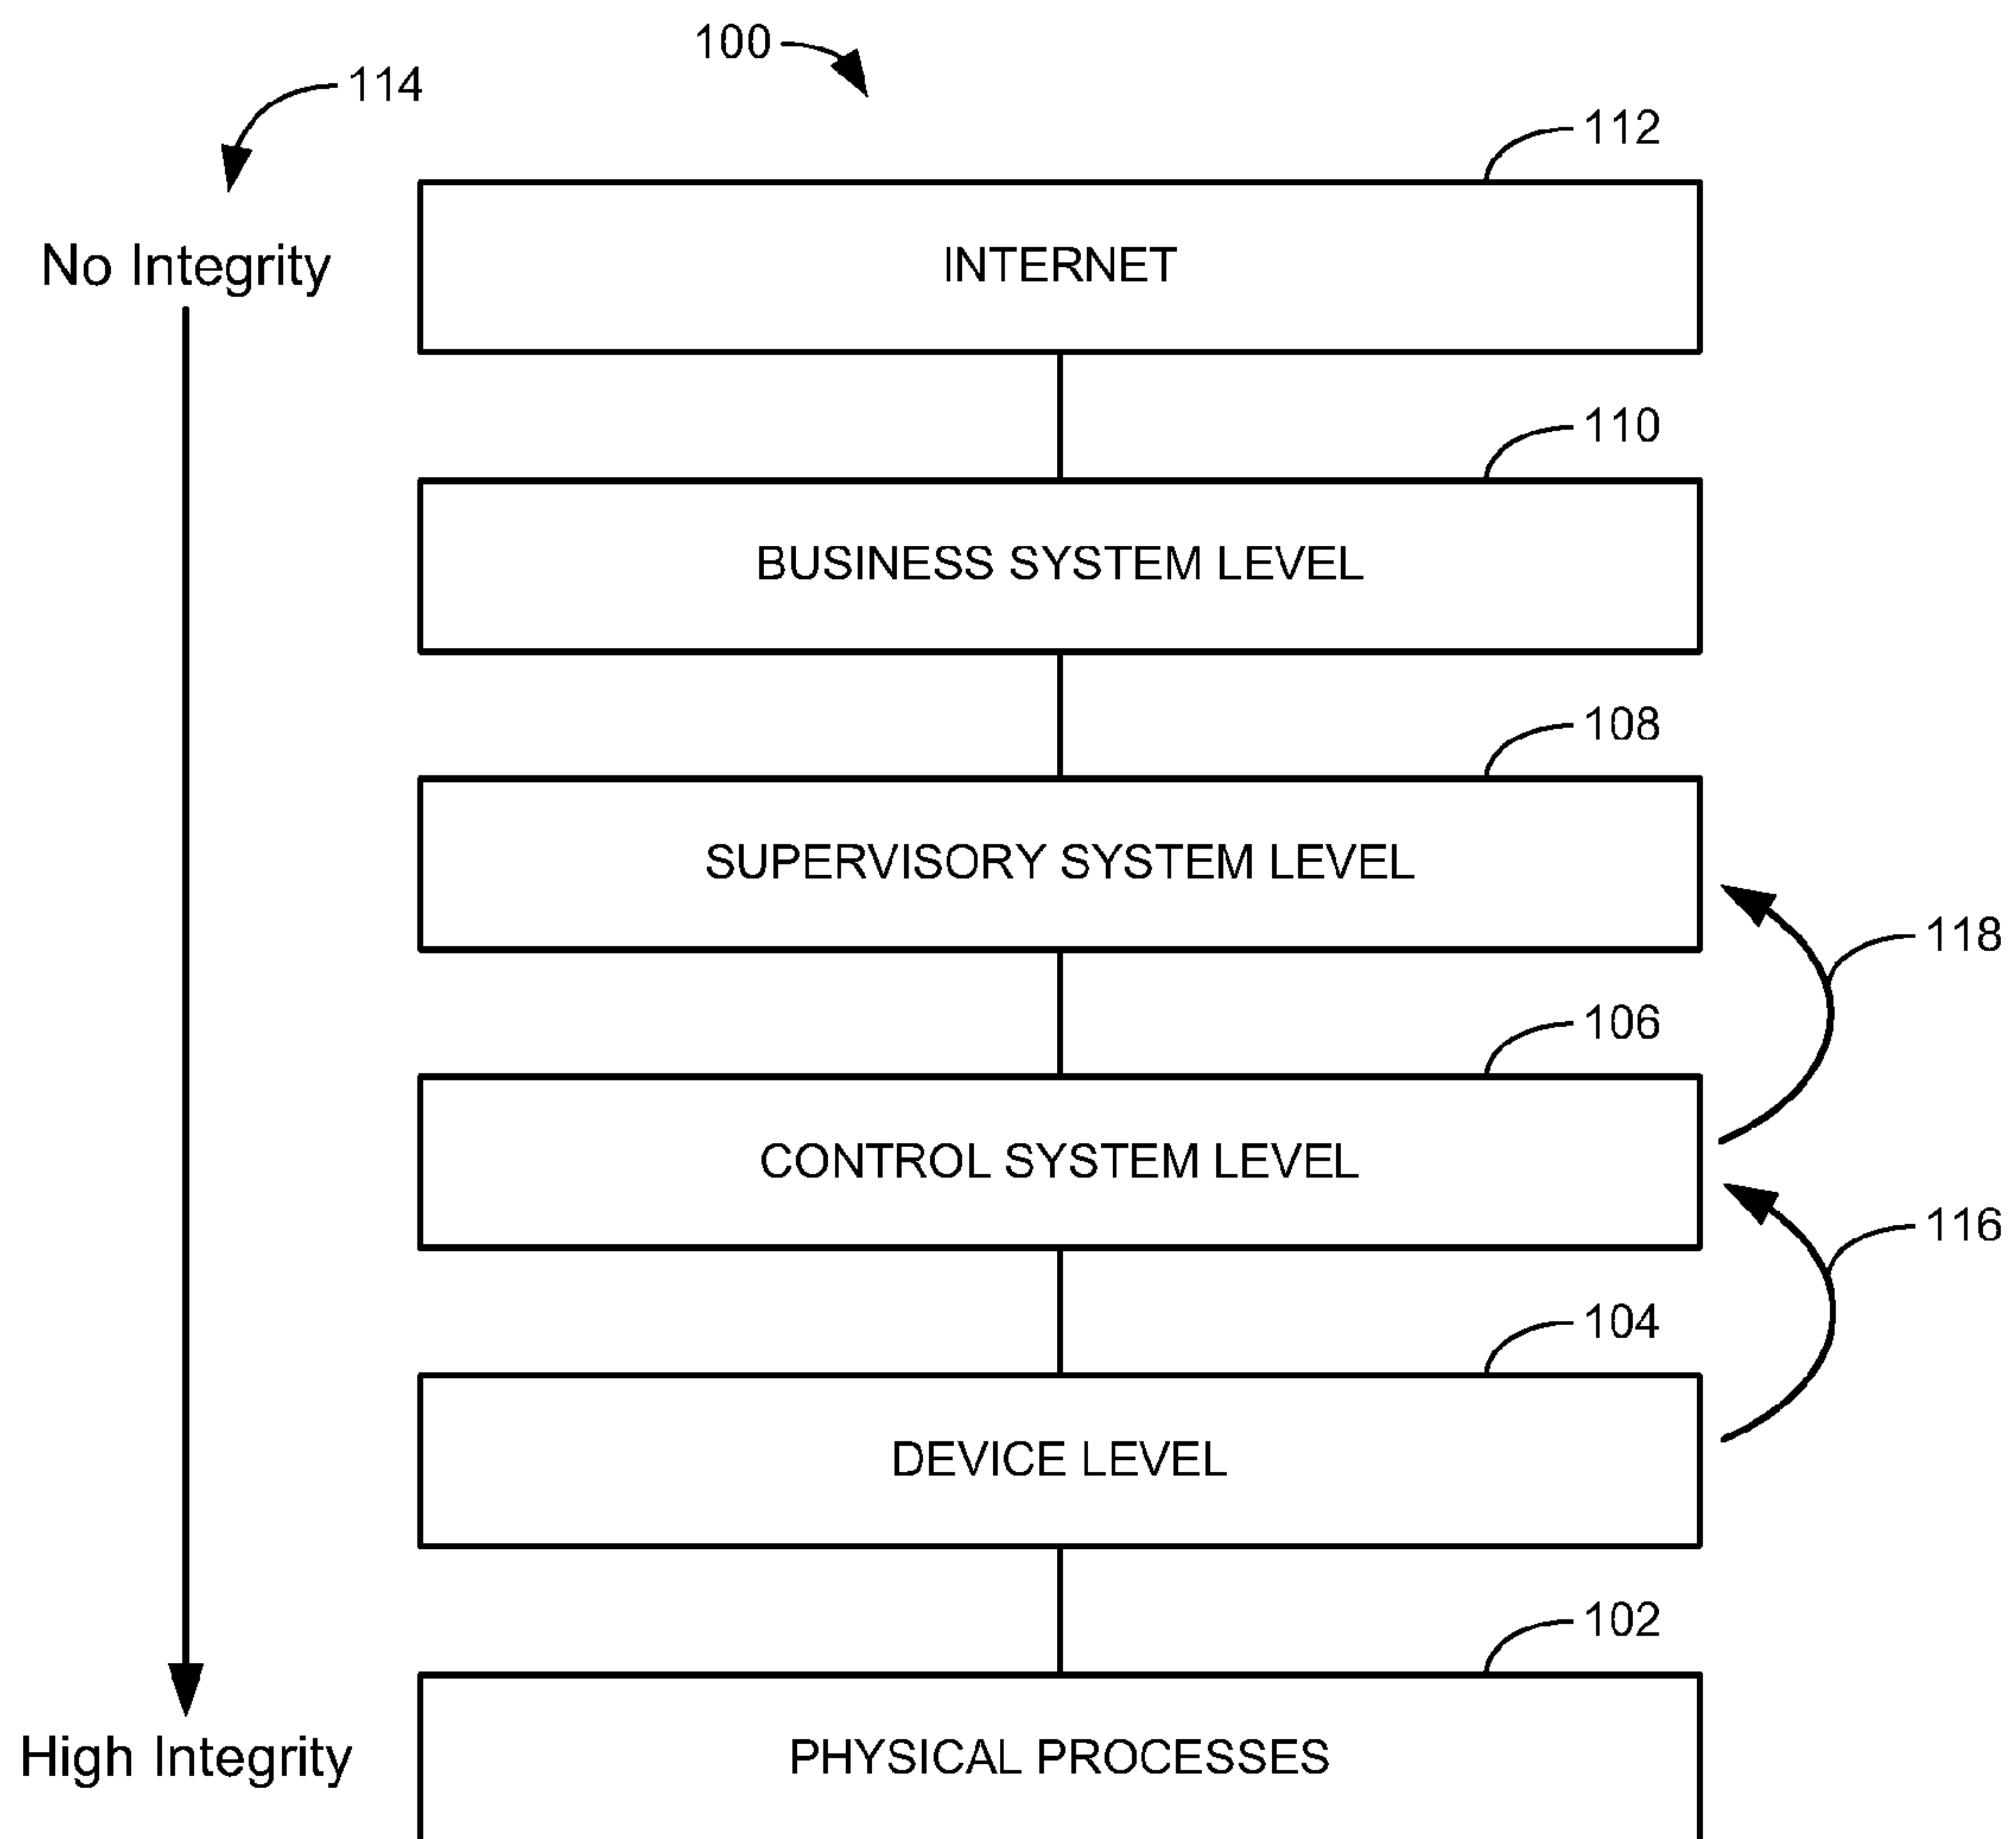 100
114
112
No Integrity
INTERNET
110
BUSINESS SYSTEM LEVEL
108
SUPERVISORY SYSTEM LEVEL
118
106
CONTROL SYSTEM LEVEL
116
104
DEVICE LEVEL
102
High Integrity
PHYSICAL PROCESSES